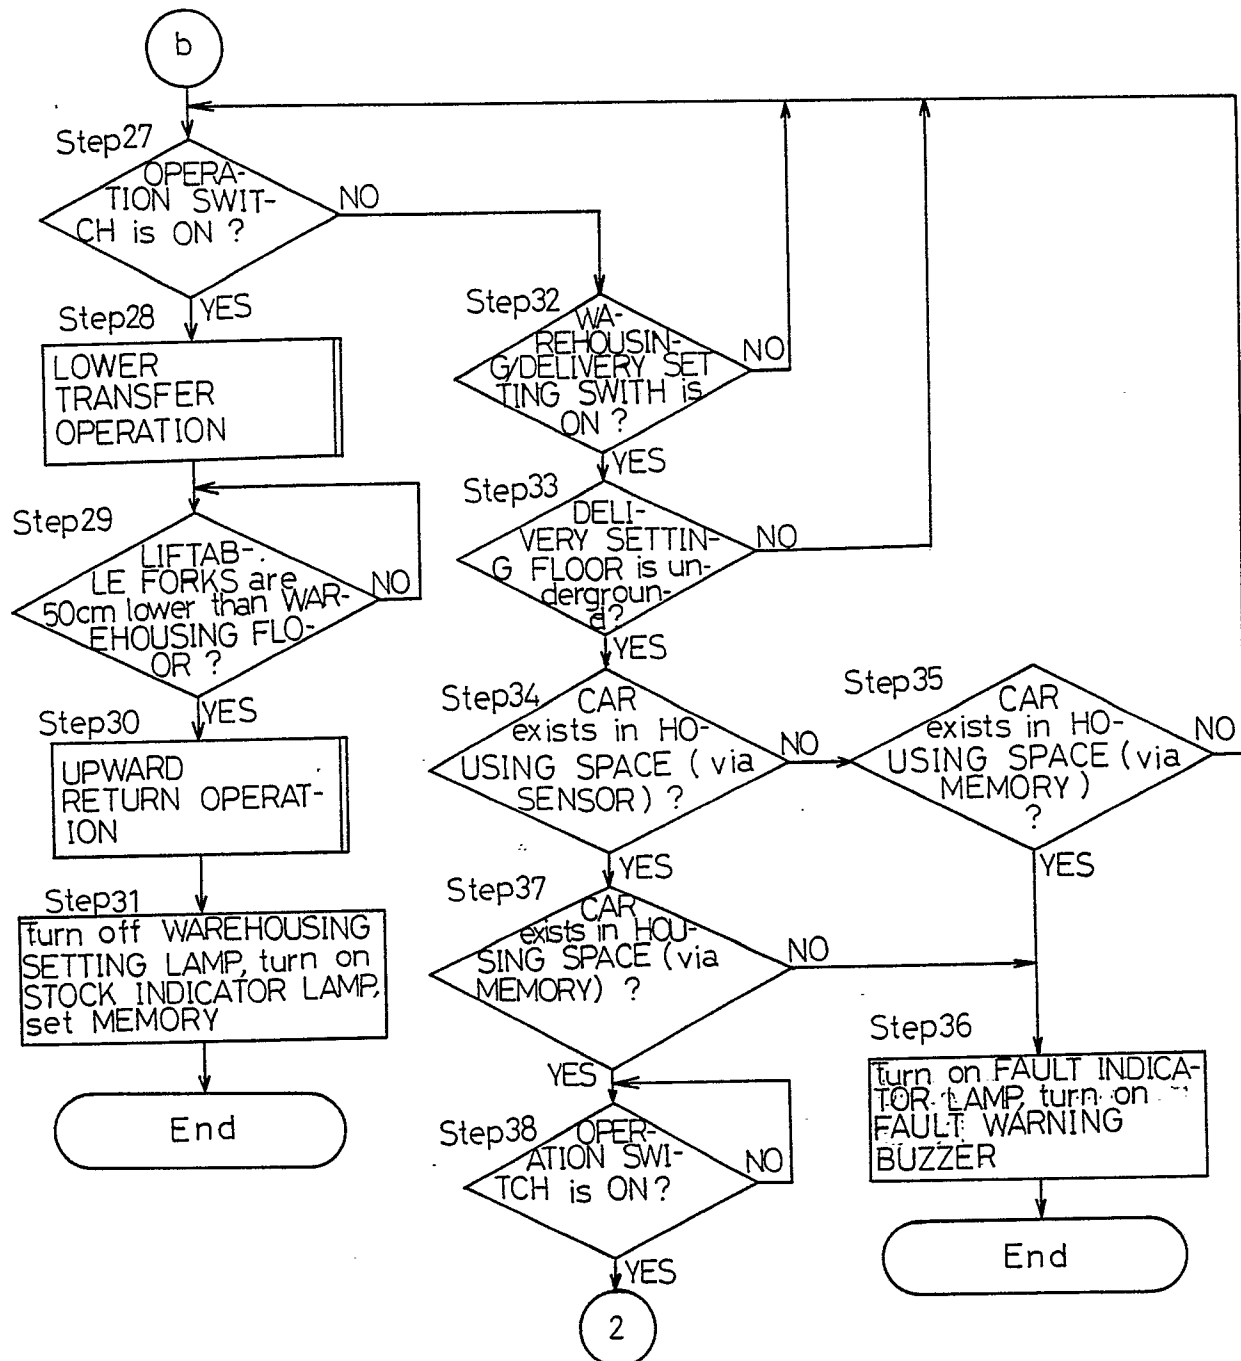 b
Step27
OPERA-
TION SWIT-
CH is ON ?
NO
YES
Step28
LOWER
TRANSFER
OPERATION
Step29
LIFTAB-
LE FORKS are
50cm lower than WAR-
EHOUSING FLO-
OR ?
NO
YES
Step30
UPWARD
RETURN OPERAT-
ION
Step31
Turn off WAREHOUSING
SETTING LAMP, turn on
STOCK INDICATOR LAMP,
set MEMORY
End
Step32
WA-
REHOUSIN-
G/DELIVERY SET
TING SWITH is
ON ?
NO
YES
Step33
DELI-
VERY SETTIN-
G FLOOR is un-
dergroun-
d?
NO
YES
Step34
CAR
exists in HO-
USING SPACE (via
SENSOR) ?
NO
YES
Step35
CAR
exists in HO-
USING SPACE (via
MEMORY)
?
NO
YES
Step37
CAR
exists in HOU-
SING SPACE (via
MEMORY) ?
NO
YES
Step36
Turn on FAULT INDICA-
TOR LAMP, turn on
FAULT WARNING
BUZZER
End
Step38
OPER-
ATION SWI-
TCH is ON?
NO
YES
2